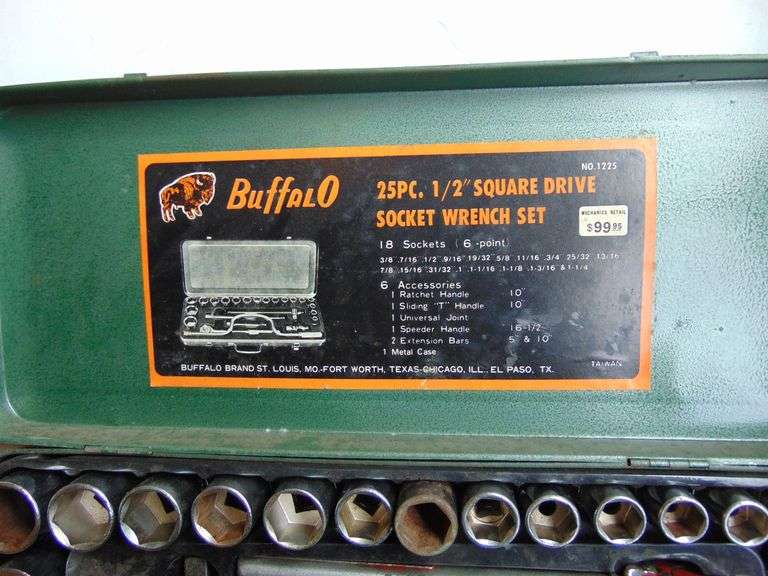 NO.1225
BuffalO
25PC. 1/2" SQUARE DRIVE
SOCKET WRENCH SET
MECHANICS RETAIL
$99.95
18 Sockets (6-point)
3/8 .7/16 .1/2 .9/16 .19/32 .5/8 .11/16 .3/4 .25/32 .13/16
7/8 .15/16 .31/32 .1 .1-1/16 .1-1/8 .1-3/16 & 1-1/4
6 Accessories
1 Ratchet Handle 10"
1 Sliding "T" Handle 10"
1 Universal Joint
1 Speeder Handle 16-1/2
2 Extension Bars 5" & 10"
1 Metal Case
TAIWAN
BUFFALO BRAND ST. LOUIS, MO.-FORT WORTH, TEXAS-CHICAGO, ILL., EL PASO, TX.